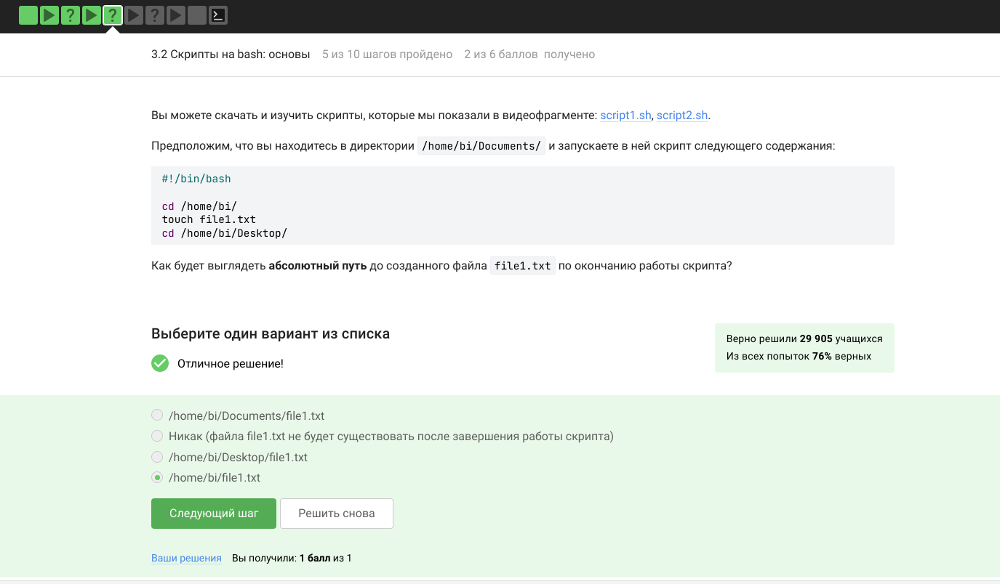 3.2 Скрипты на bash: основы 5 из 10 шагов пройдено 2 из 6 баллов получено
Вы можете скачать и изучить скрипты, которые мы показали в видеофрагменте: script1.sh, script2.sh.
Предположим, что вы находитесь в директории /home/bi/Documents/ и запускаете в ней скрипт следующего содержания:
#!/bin/bash
cd /home/bi/
touch file1.txt
cd /home/bi/Desktop/
Как будет выглядеть абсолютный путь до созданного файла file1.txt по окончанию работы скрипта?
Выберите один вариант из списка
Отличное решение!
Верно решили 29 905 учащихся
Из всех попыток 76% верных
/home/bi/Documents/file1.txt
Никак (файла file1.txt не будет существовать после завершения работы скрипта)
/home/bi/Desktop/file1.txt
/home/bi/file1.txt
Следующий шаг Решить снова
Ваши решения Вы получили: 1 балл из 1